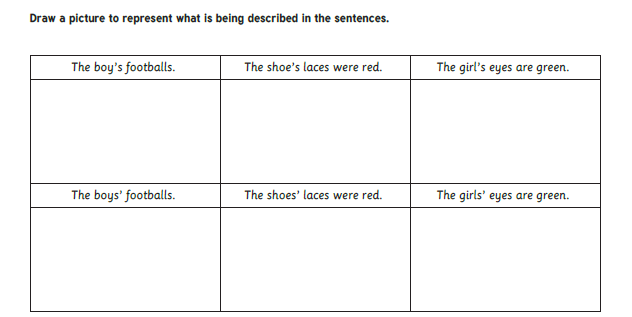 Draw a picture to represent what is being described in the sentences.
The boy's footballs. The shoe's laces were red. The girl's eyes are green.
The boys' footballs. The shoes' laces were red. The girls' eyes are green.